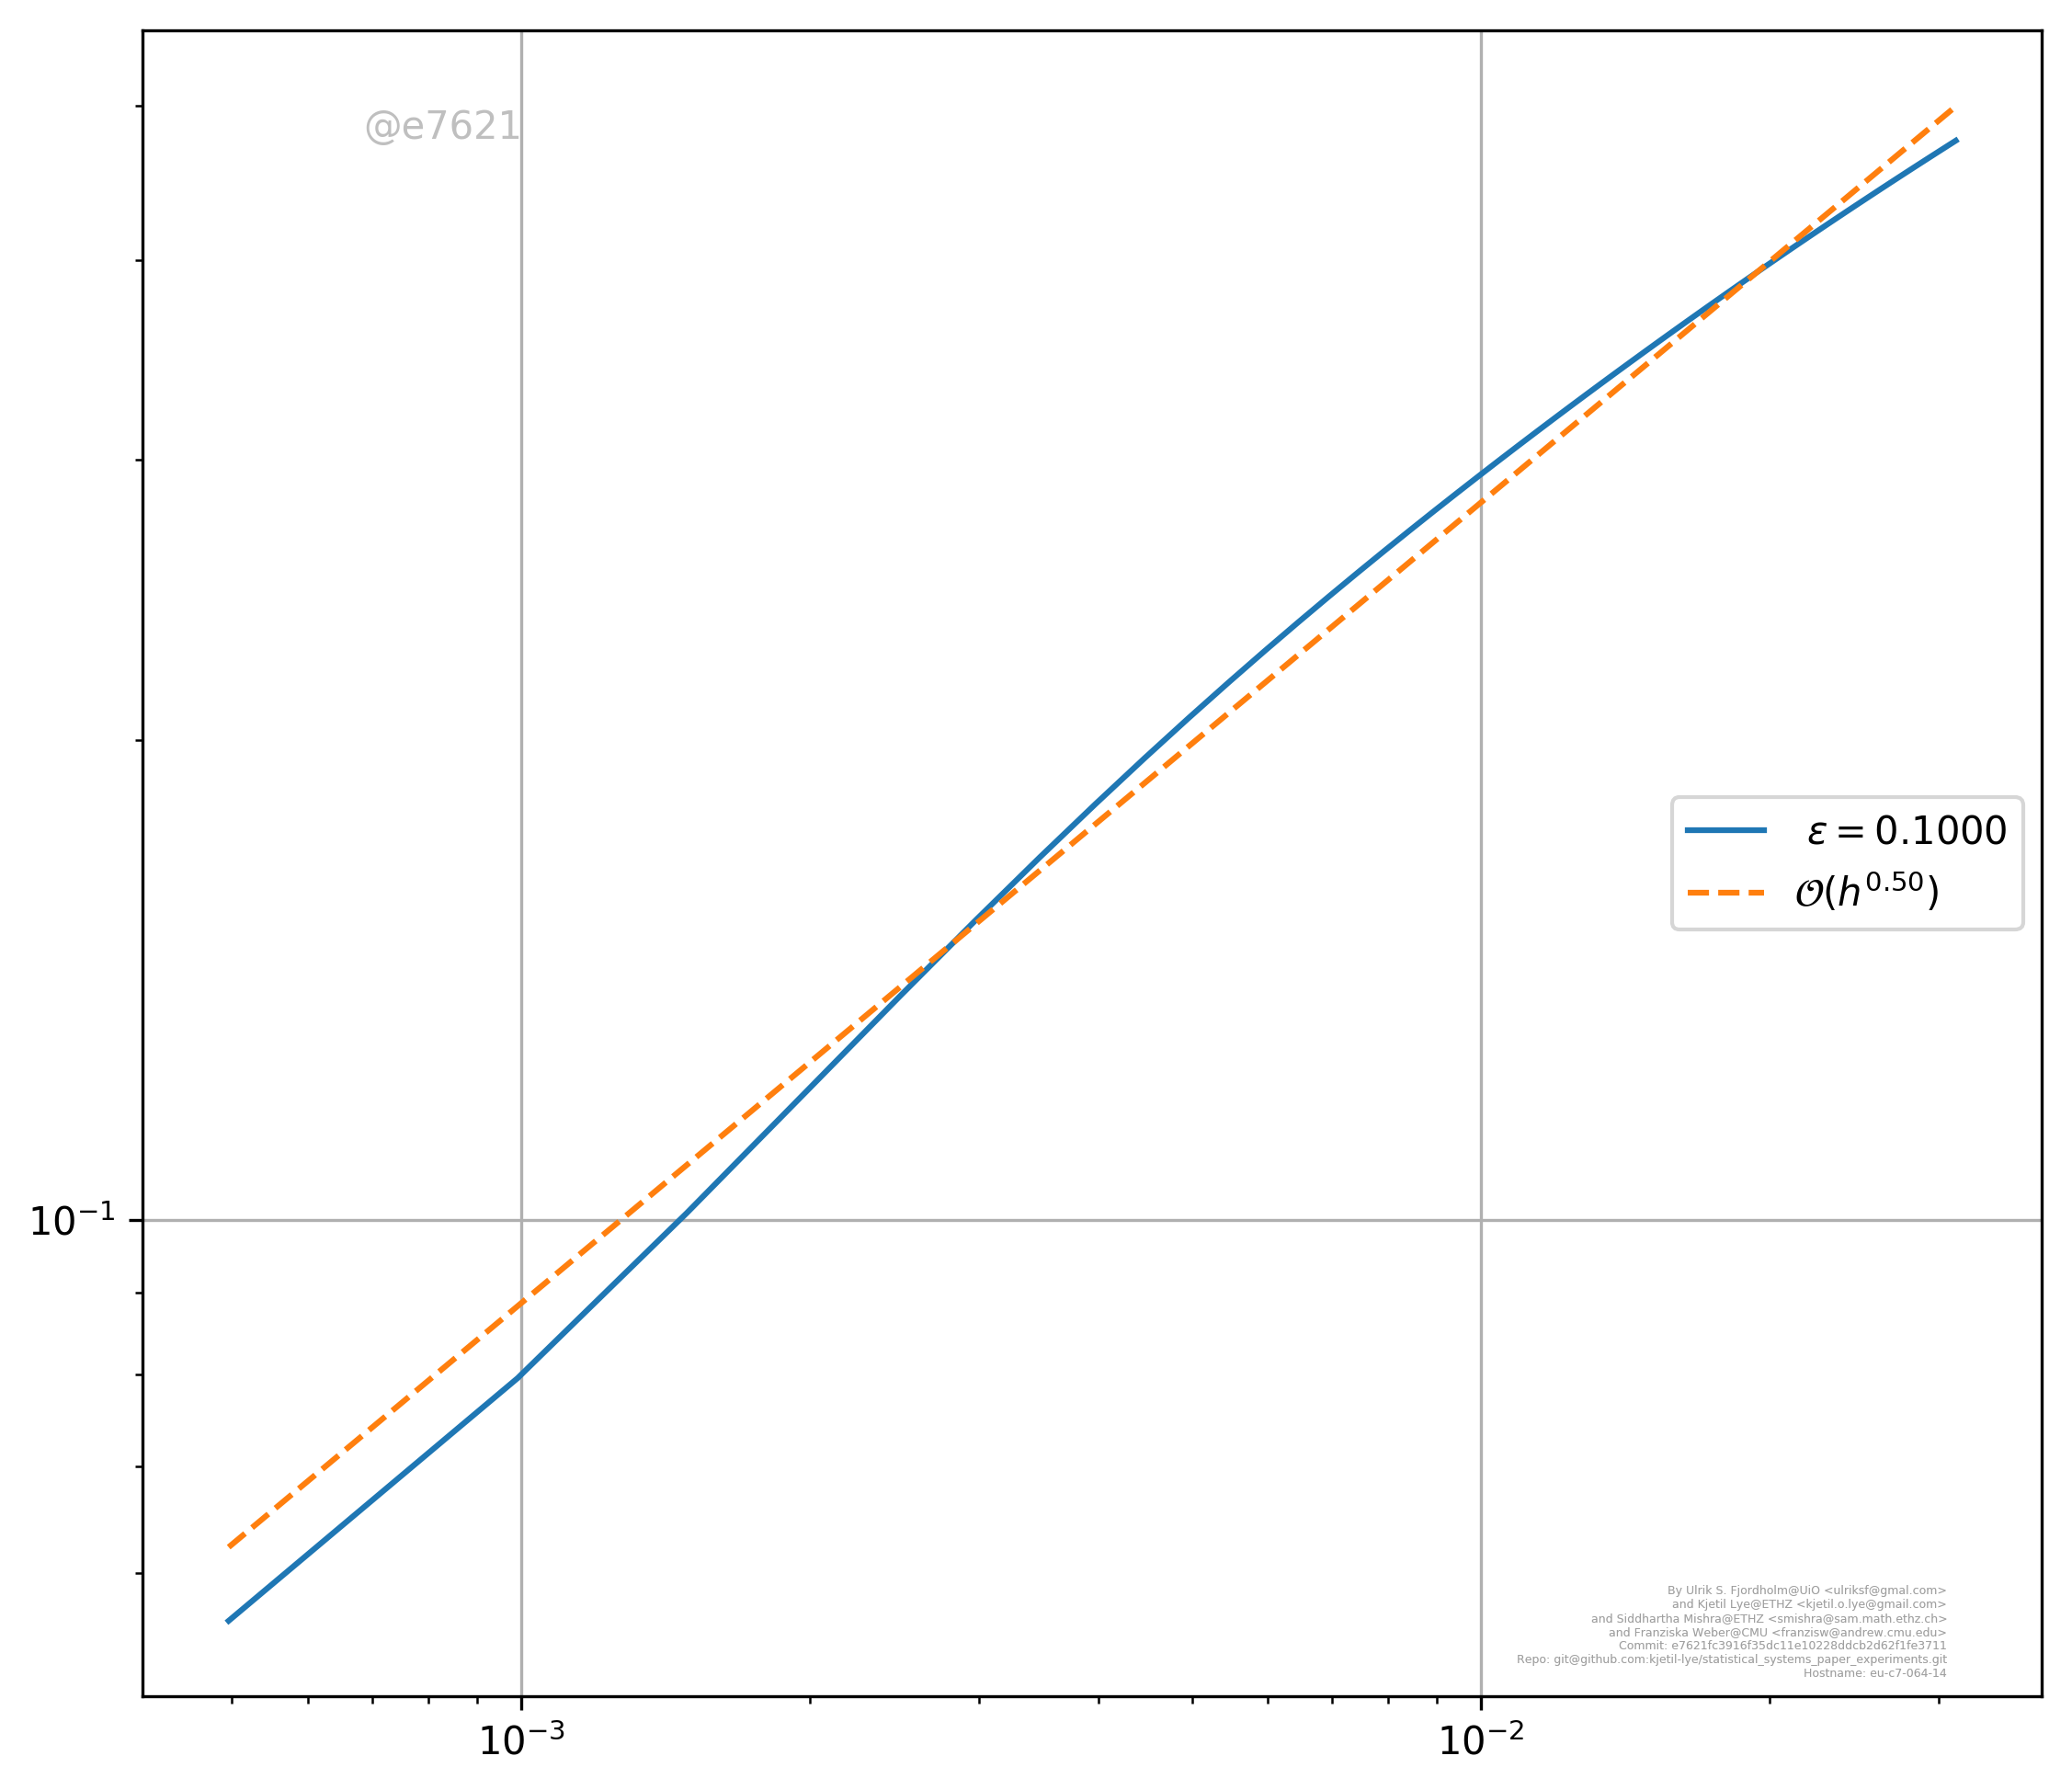 @e7621
ε = 0.1000
𝒪(h^0.50)
10^−1
By Ulrik S. Fjordholm@UiO <ulriksf@gmal.com>
and Kjetil Lye@ETHZ <kjetil.o.lye@gmail.com>
and Siddhartha Mishra@ETHZ <smishra@sam.math.ethz.ch>
and Franziska Weber@CMU <franzisw@andrew.cmu.edu>
Commit: e7621fc3916f35dc11e10228ddcb2d62f1fe3711
Repo: git@github.com:kjetil-lye/statistical_systems_paper_experiments.git
Hostname: eu-c7-064-14
10^−3
10^−2